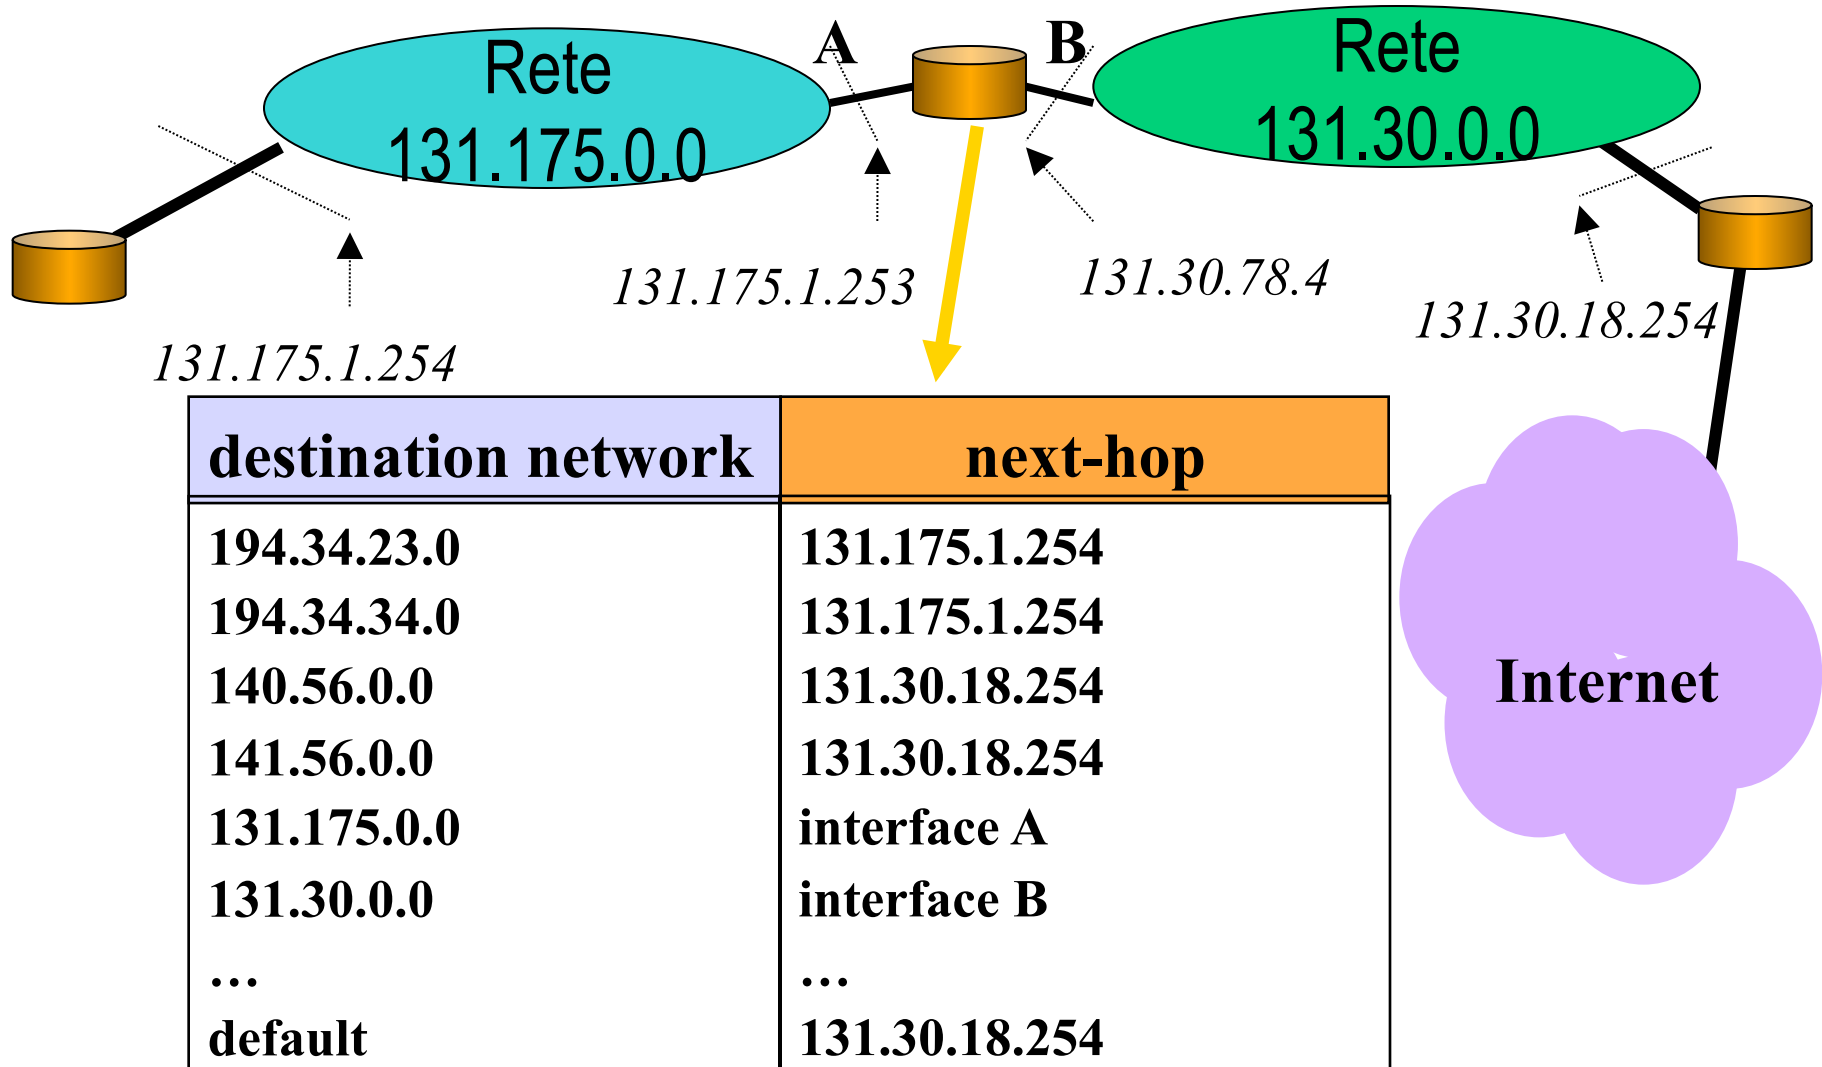 Rete
131.175.0.0
A
B
Rete
131.30.0.0
131.175.1.254
131.175.1.253
131.30.78.4
131.30.18.254
destination network next-hop
194.34.23.0 131.175.1.254
194.34.34.0 131.175.1.254
140.56.0.0 131.30.18.254
141.56.0.0 131.30.18.254
131.175.0.0 interface A
131.30.0.0 interface B
… …
default 131.30.18.254
Internet